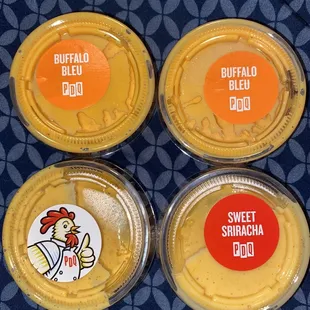 BUFFALO
BLEU
PDQ
BUFFALO
BLEU
PDQ
PDQ
SWEET
SRIRACHA
PDQ